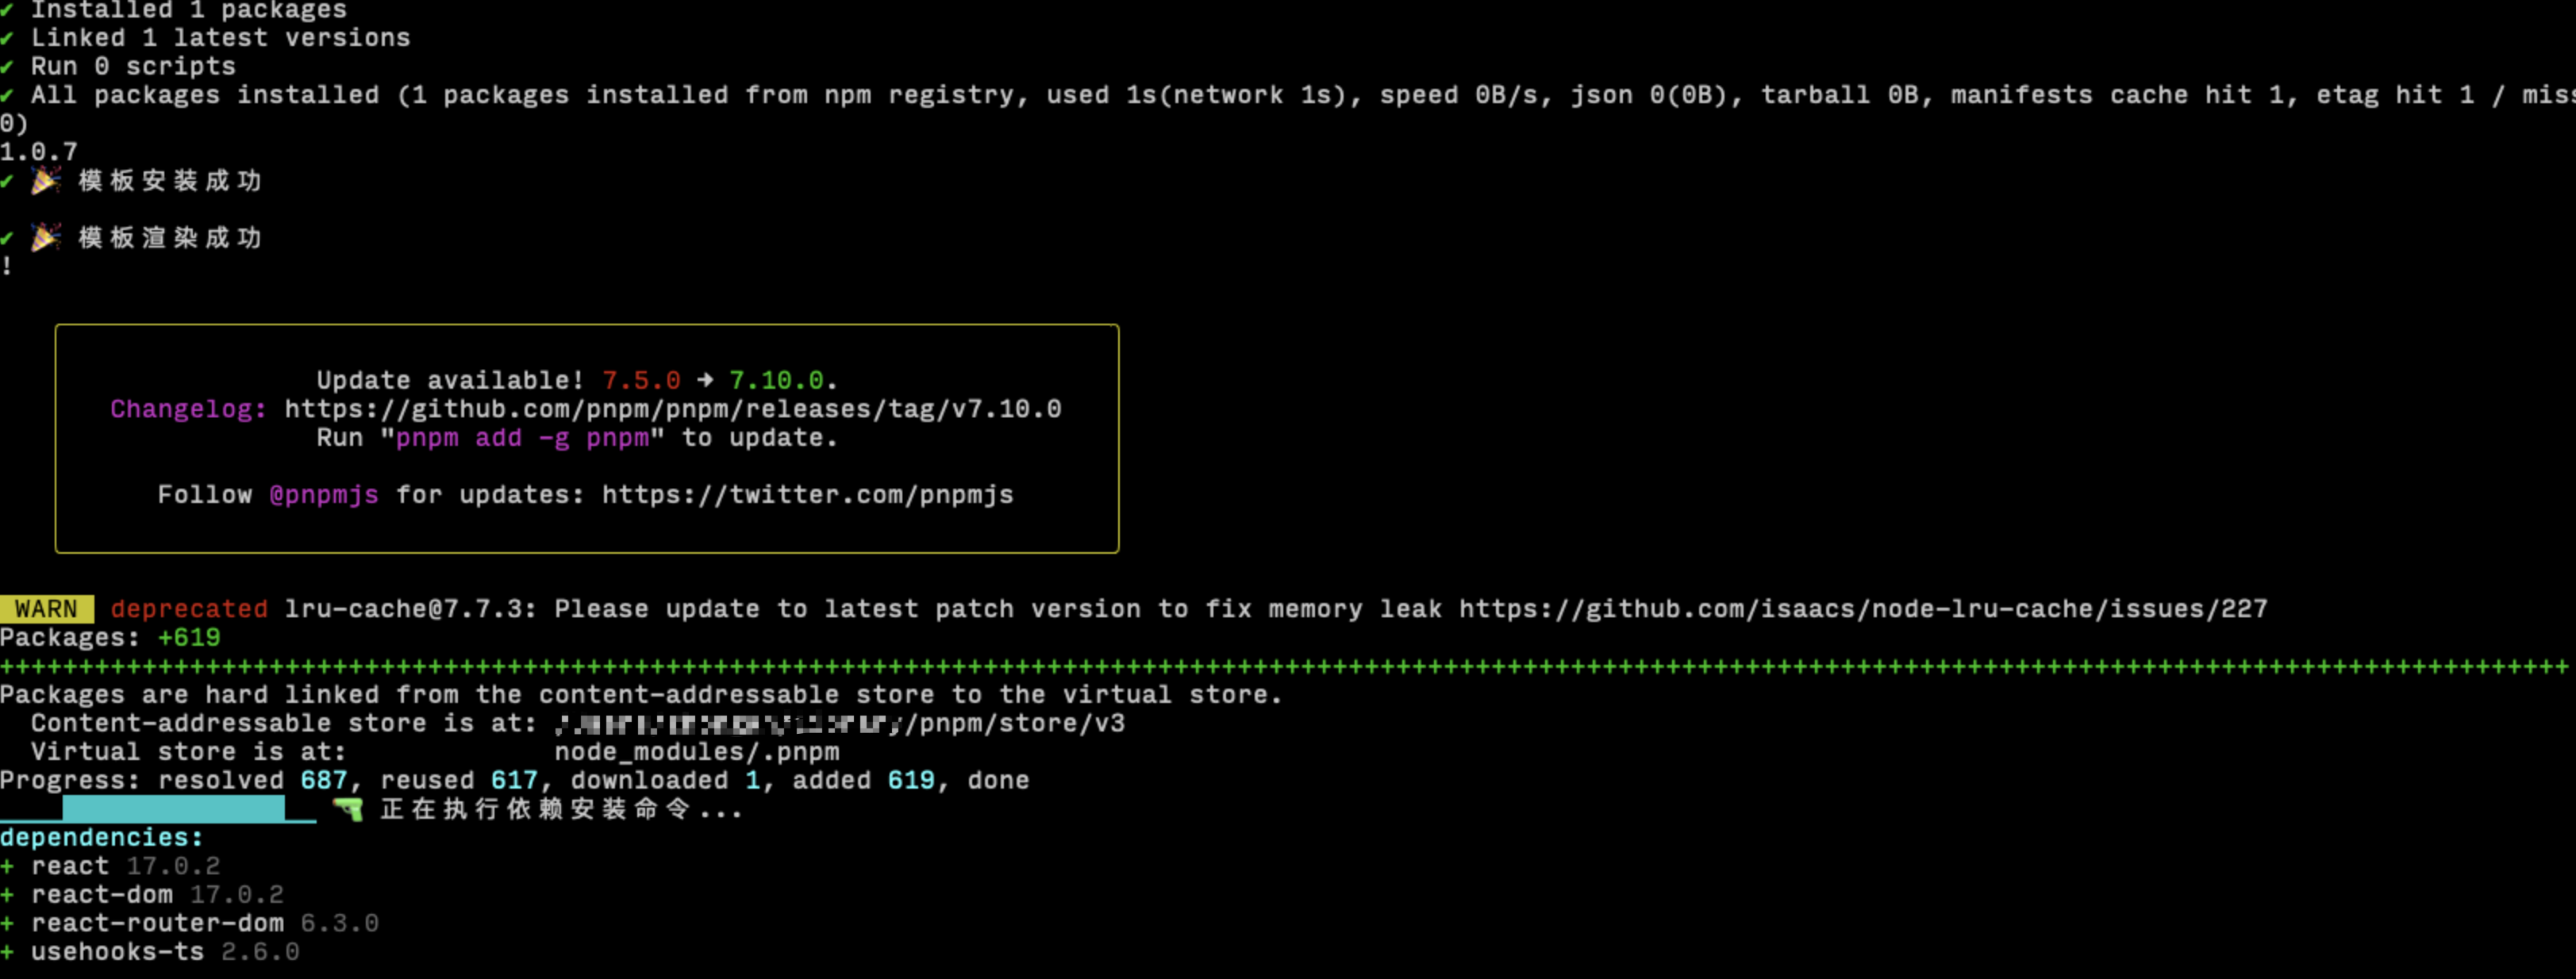 ✔ Installed 1 packages
✔ Linked 1 latest versions
✔ Run 0 scripts
✔ All packages installed (1 packages installed from npm registry, used 1s(network 1s), speed 0B/s, json 0(0B), tarball 0B, manifests cache hit 1, etag hit 1 / miss
0)
1.0.7
✔ 🎉 模板安装成功
✔ 🎉 模板渲染成功
!
Update available! 7.5.0 → 7.10.0.
Changelog: https://github.com/pnpm/pnpm/releases/tag/v7.10.0
Run "pnpm add -g pnpm" to update.
Follow @pnpmjs for updates: https://twitter.com/pnpmjs
WARN deprecated lru-cache@7.7.3: Please update to latest patch version to fix memory leak https://github.com/isaacs/node-lru-cache/issues/227
Packages: +619
++++++++++++++++++++++++++++++++++++++++++++++++++++++++++++++++++++++++++++++++++++++++++++++++++++++++++++++++++++++++++++++++++++++++++++++++++++++++++++++++++
Packages are hard linked from the content-addressable store to the virtual store.
Content-addressable store is at: /pnpm/store/v3
Virtual store is at: node_modules/.pnpm
Progress: resolved 687, reused 617, downloaded 1, added 619, done
🔫 正在执行依赖安装命令...
dependencies:
+ react 17.0.2
+ react-dom 17.0.2
+ react-router-dom 6.3.0
+ usehooks-ts 2.6.0